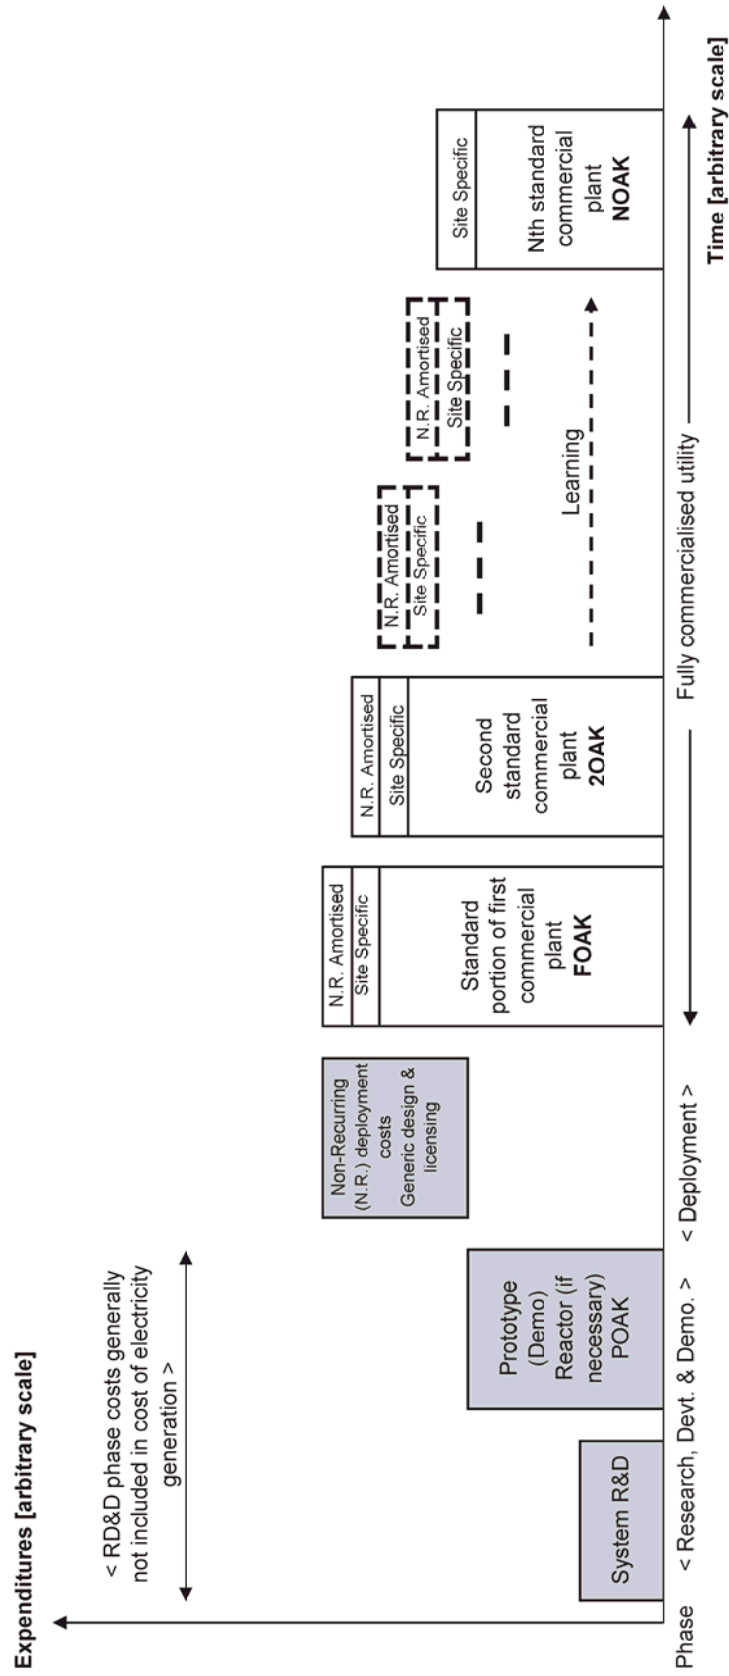 Expenditures [arbitrary scale]
< RD&D phase costs generally
not included in cost of electricity
generation >
System R&D
Prototype
(Demo)
Reactor (if
necessary)
POAK
Non-Recurring
(N.R.) deployment
costs
Generic design &
licensing
N.R. Amortised
Site Specific
Standard
portion of first
commercial
plant
FOAK
N.R. Amortised
Site Specific
Second
standard
commercial
plant
2OAK
N.R. Amortised
Site Specific
N.R. Amortised
Site Specific
Learning
Site Specific
Nth standard
commercial
plant
NOAK
Phase
< Research, Devt. & Demo. >
< Deployment >
Fully commercialised utility
Time [arbitrary scale]